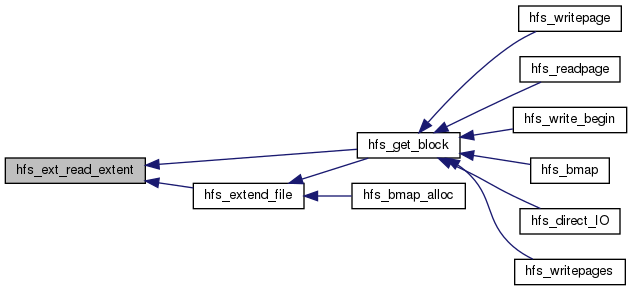 hfs_writepage
hfs_readpage
hfs_write_begin
hfs_get_block
hfs_ext_read_extent
hfs_bmap
hfs_extend_file
hfs_bmap_alloc
hfs_direct_IO
hfs_writepages